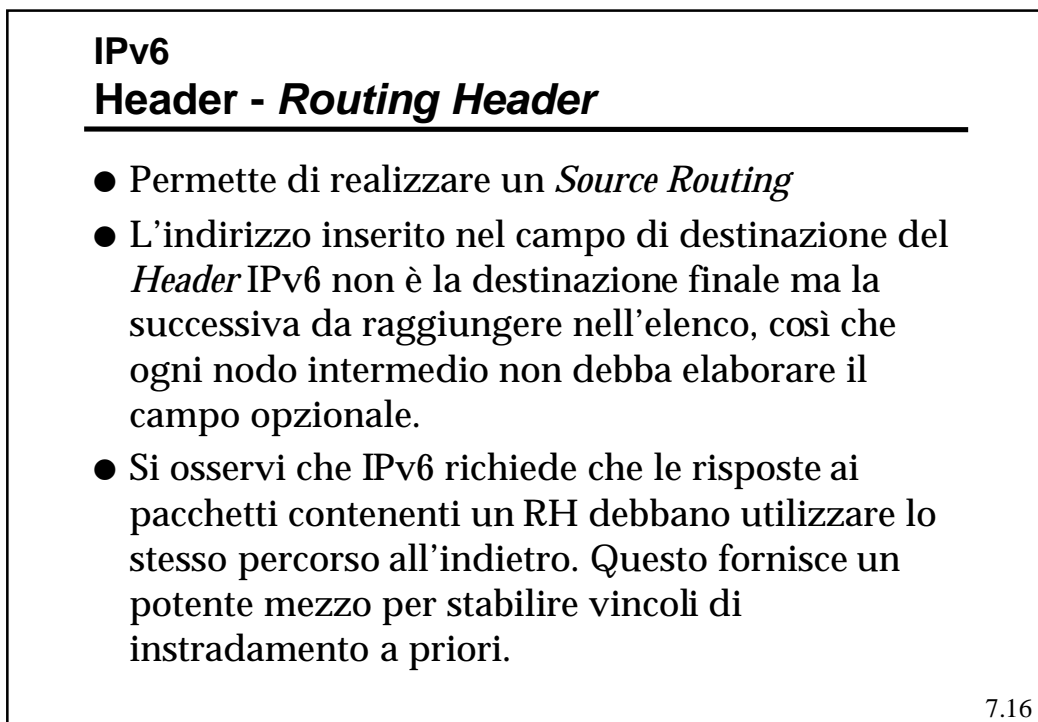 IPv6
Header - Routing Header
● Permette di realizzare un Source Routing
● L'indirizzo inserito nel campo di destinazione del
Header IPv6 non è la destinazione finale ma la
successiva da raggiungere nell'elenco, così che
ogni nodo intermedio non debba elaborare il
campo opzionale.
● Si osservi che IPv6 richiede che le risposte ai
pacchetti contenenti un RH debbano utilizzare lo
stesso percorso all'indietro. Questo fornisce un
potente mezzo per stabilire vincoli di
instradamento a priori.
7.16